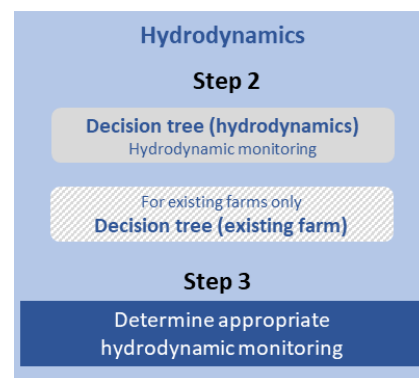 Hydrodynamics
Step 2
Decision tree (hydrodynamics)
Hydrodynamic monitoring
For existing farms only
Decision tree (existing farm)
Step 3
Determine appropriate
hydrodynamic monitoring